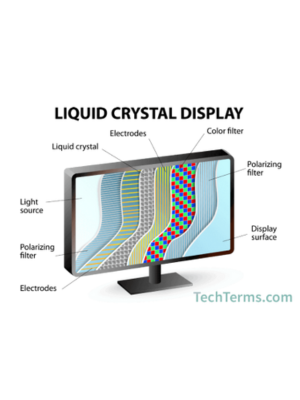 LIQUID CRYSTAL DISPLAY
Electrodes
Color filter
Liquid crystal
Polarizing
filter
Light
source
Display
surface
Polarizing
filter
Electrodes
TechTerms.com